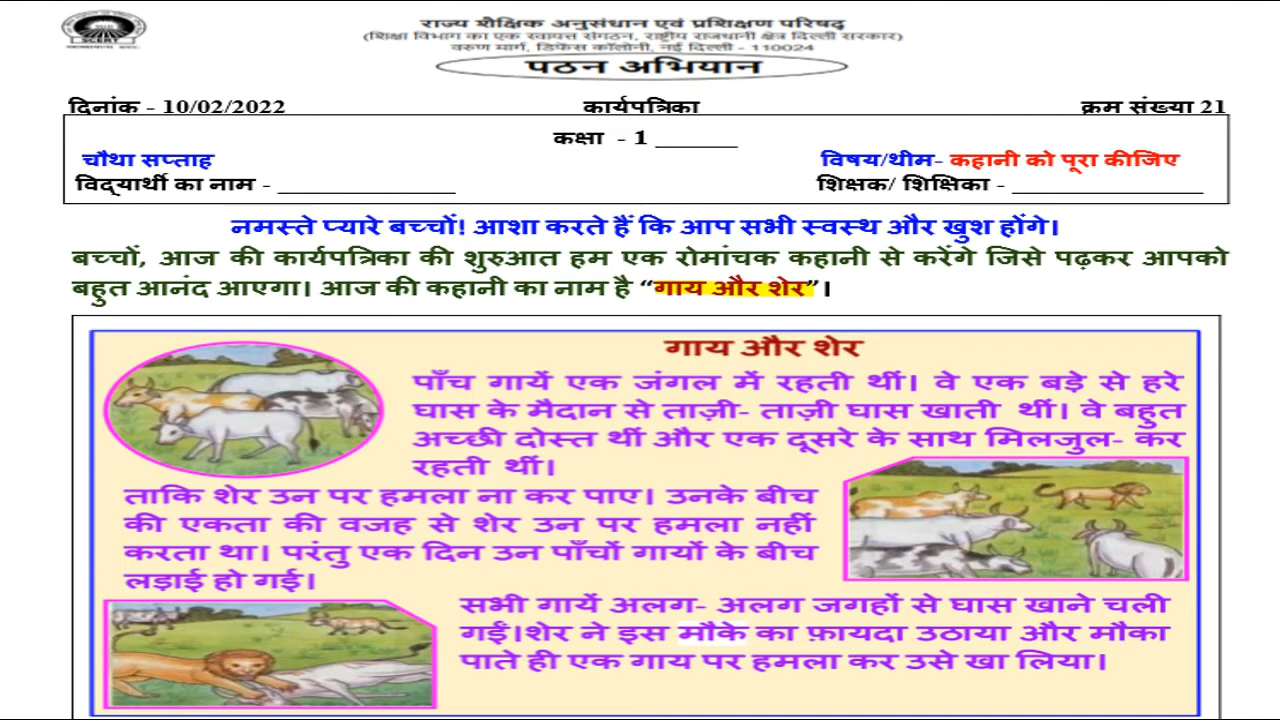 राज्य शैक्षिक अनुसंधान एवं प्रशिक्षण परिषद्
(शिक्षा विभाग का एक स्वायत्त संगठन, राष्ट्रीय राजधानी क्षेत्र दिल्ली सरकार)
वरुण मार्ग, डिफेंस कॉलोनी, नई दिल्ली - 110024
SCERT
पठन अभियान
दिनांक - 10/02/2022 कार्यपत्रिका क्रम संख्या 21
कक्षा - 1 ______
चौथा सप्ताह विषय/थीम- कहानी को पूरा कीजिए
विद्यार्थी का नाम - ________________ शिक्षक/ शिक्षिका - ________________
नमस्ते प्यारे बच्चों! आशा करते हैं कि आप सभी स्वस्थ और खुश होंगे।
बच्चों, आज की कार्यपत्रिका की शुरुआत हम एक रोमांचक कहानी से करेंगे जिसे पढ़कर आपको
बहुत आनंद आएगा। आज की कहानी का नाम है “गाय और शेर”।
गाय और शेर
पाँच गायें एक जंगल में रहती थीं। वे एक बड़े से हरे
घास के मैदान से ताज़ी- ताज़ी घास खाती थीं। वे बहुत
अच्छी दोस्त थीं और एक दूसरे के साथ मिलजुल- कर
रहती थीं।
ताकि शेर उन पर हमला ना कर पाए। उनके बीच
की एकता की वजह से शेर उन पर हमला नहीं
करता था। परंतु एक दिन उन पाँचों गायों के बीच
लड़ाई हो गई।
सभी गायें अलग- अलग जगहों से घास खाने चली
गईं।शेर ने इस मौके का फ़ायदा उठाया और मौका
पाते ही एक गाय पर हमला कर उसे खा लिया।